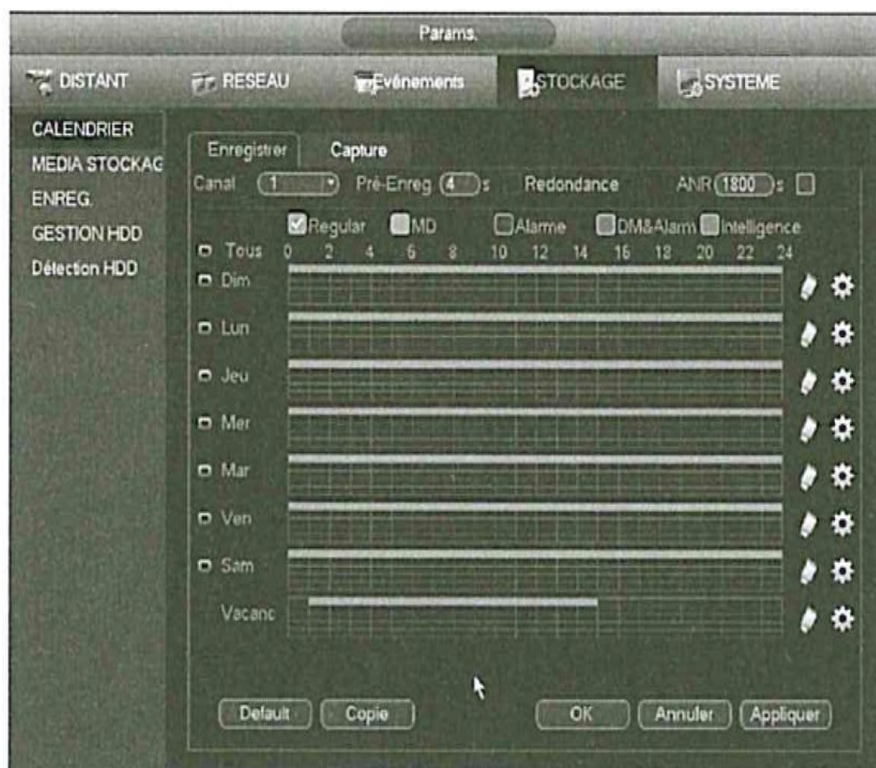 Params.
DISTANT RESEAU Evénements STOCKAGE SYSTEME
CALENDRIER
MEDIA STOCKAG
ENREG.
GESTION HDD
Détection HDD
Enregistrer Capture
Canal 1 Pré-Enreg 4 s Redondance ANR 1800 s
Regular MD Alarme DM&Alarm Intelligence
Tous 0 2 4 6 8 10 12 14 16 18 20 22 24
Dim
Lun
Jeu
Mer
Mar
Ven
Sam
Vacanc
Default Copie OK Annuler Appliquer